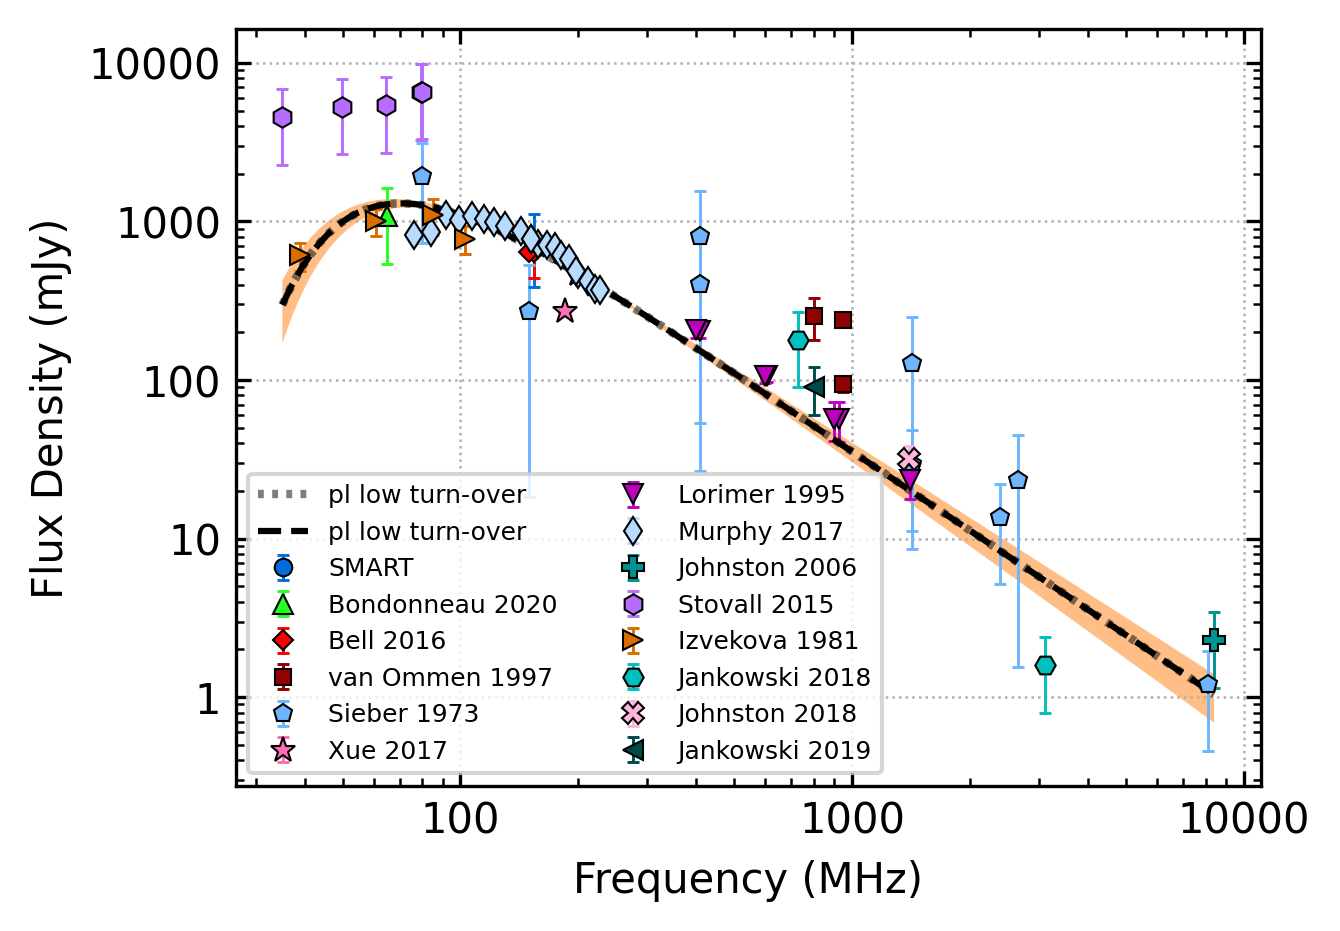 10000
1000
100
10
1
Flux Density (mJy)
pl low turn-over
pl low turn-over
SMART
Bondonneau 2020
Bell 2016
van Ommen 1997
Sieber 1973
Xue 2017
Lorimer 1995
Murphy 2017
Johnston 2006
Stovall 2015
Izvekova 1981
Jankowski 2018
Johnston 2018
Jankowski 2019
100 1000 10000
Frequency (MHz)